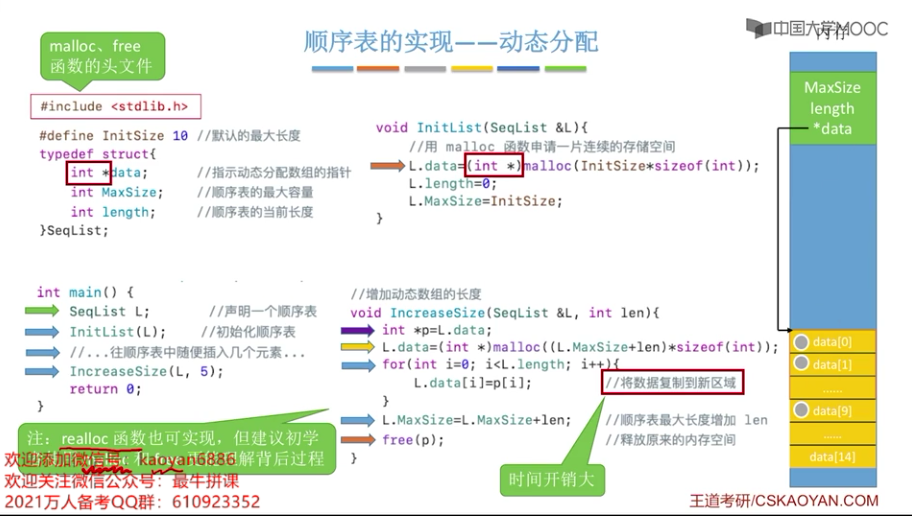 顺序表的实现——动态分配
中国大学MOOC
内存
malloc、free
函数的头文件
#include <stdlib.h>
#define InitSize 10 //默认的最大长度
typedef struct{
int *data; //指示动态分配数组的指针
int MaxSize; //顺序表的最大容量
int length; //顺序表的当前长度
}SeqList;
void InitList(SeqList &L){
//用 malloc 函数申请一片连续的存储空间
L.data=(int *)malloc(InitSize*sizeof(int));
L.length=0;
L.MaxSize=InitSize;
}
int main() {
SeqList L; //声明一个顺序表
InitList(L); //初始化顺序表
//...往顺序表中随便插入几个元素...
IncreaseSize(L, 5);
return 0;
}
//增加动态数组的长度
void IncreaseSize(SeqList &L, int len){
int *p=L.data;
L.data=(int *)malloc((L.MaxSize+len)*sizeof(int));
for(int i=0; i<L.length; i++){
L.data[i]=p[i]; //将数据复制到新区域
}
L.MaxSize=L.MaxSize+len; //顺序表最大长度增加 len
free(p); //释放原来的内存空间
}
时间开销大
注：realloc 函数也可实现，但建议初学
解背后过程
欢迎添加微信号：kaoyan6886
欢迎关注微信公众号：最牛拼课
2021万人备考QQ群：610923352
MaxSize
length
*data
data[0]
data[1]
......
data[9]
......
data[14]
王道考研/CSKAOYAN.COM